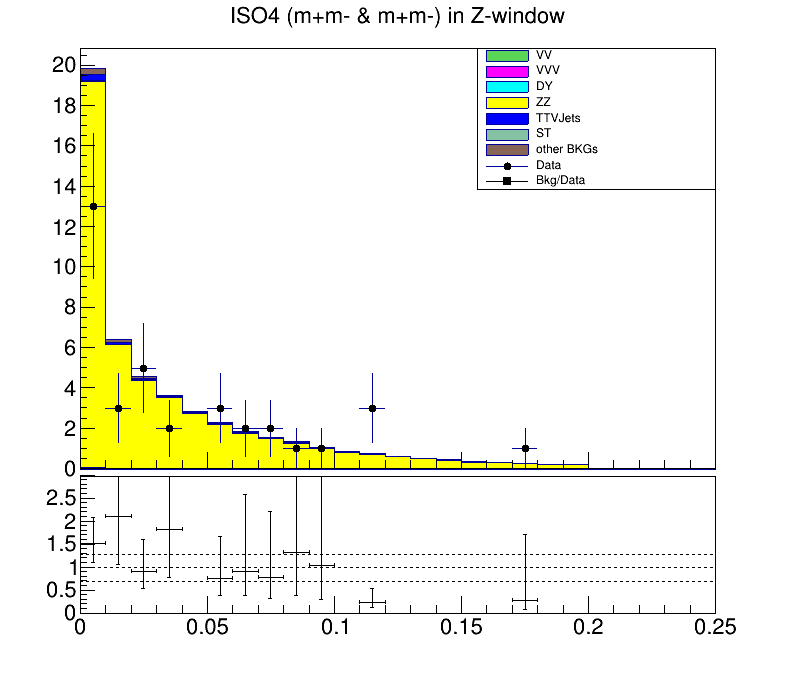 ISO4 (m+m- & m+m-) in Z-window
20
18
16
14
12
10
8
6
4
2
0
VV
VVV
DY
ZZ
TTVJets
ST
other BKGs
Data
Bkg/Data
2.5
2
1.5
1
0.5
0
0 0.05 0.1 0.15 0.2 0.25